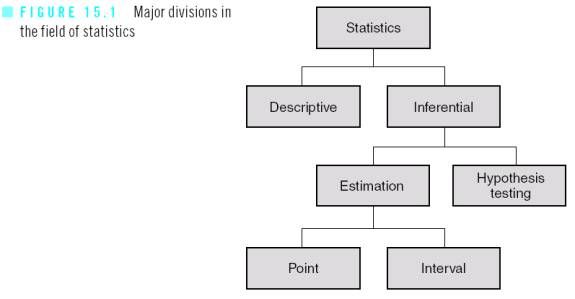 FIGURE 15.1 Major divisions in
the field of statistics
Statistics
Descriptive
Inferential
Estimation
Hypothesis
testing
Point
Interval